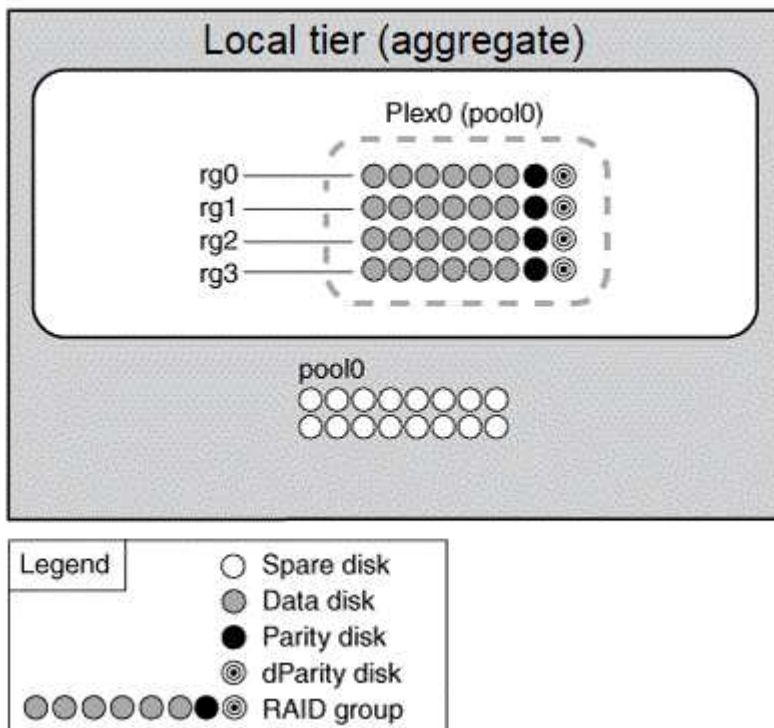 Local tier (aggregate)
Plex0 (pool0)
rg0
rg1
rg2
rg3
pool0
Legend
Spare disk
Data disk
Parity disk
dParity disk
RAID group